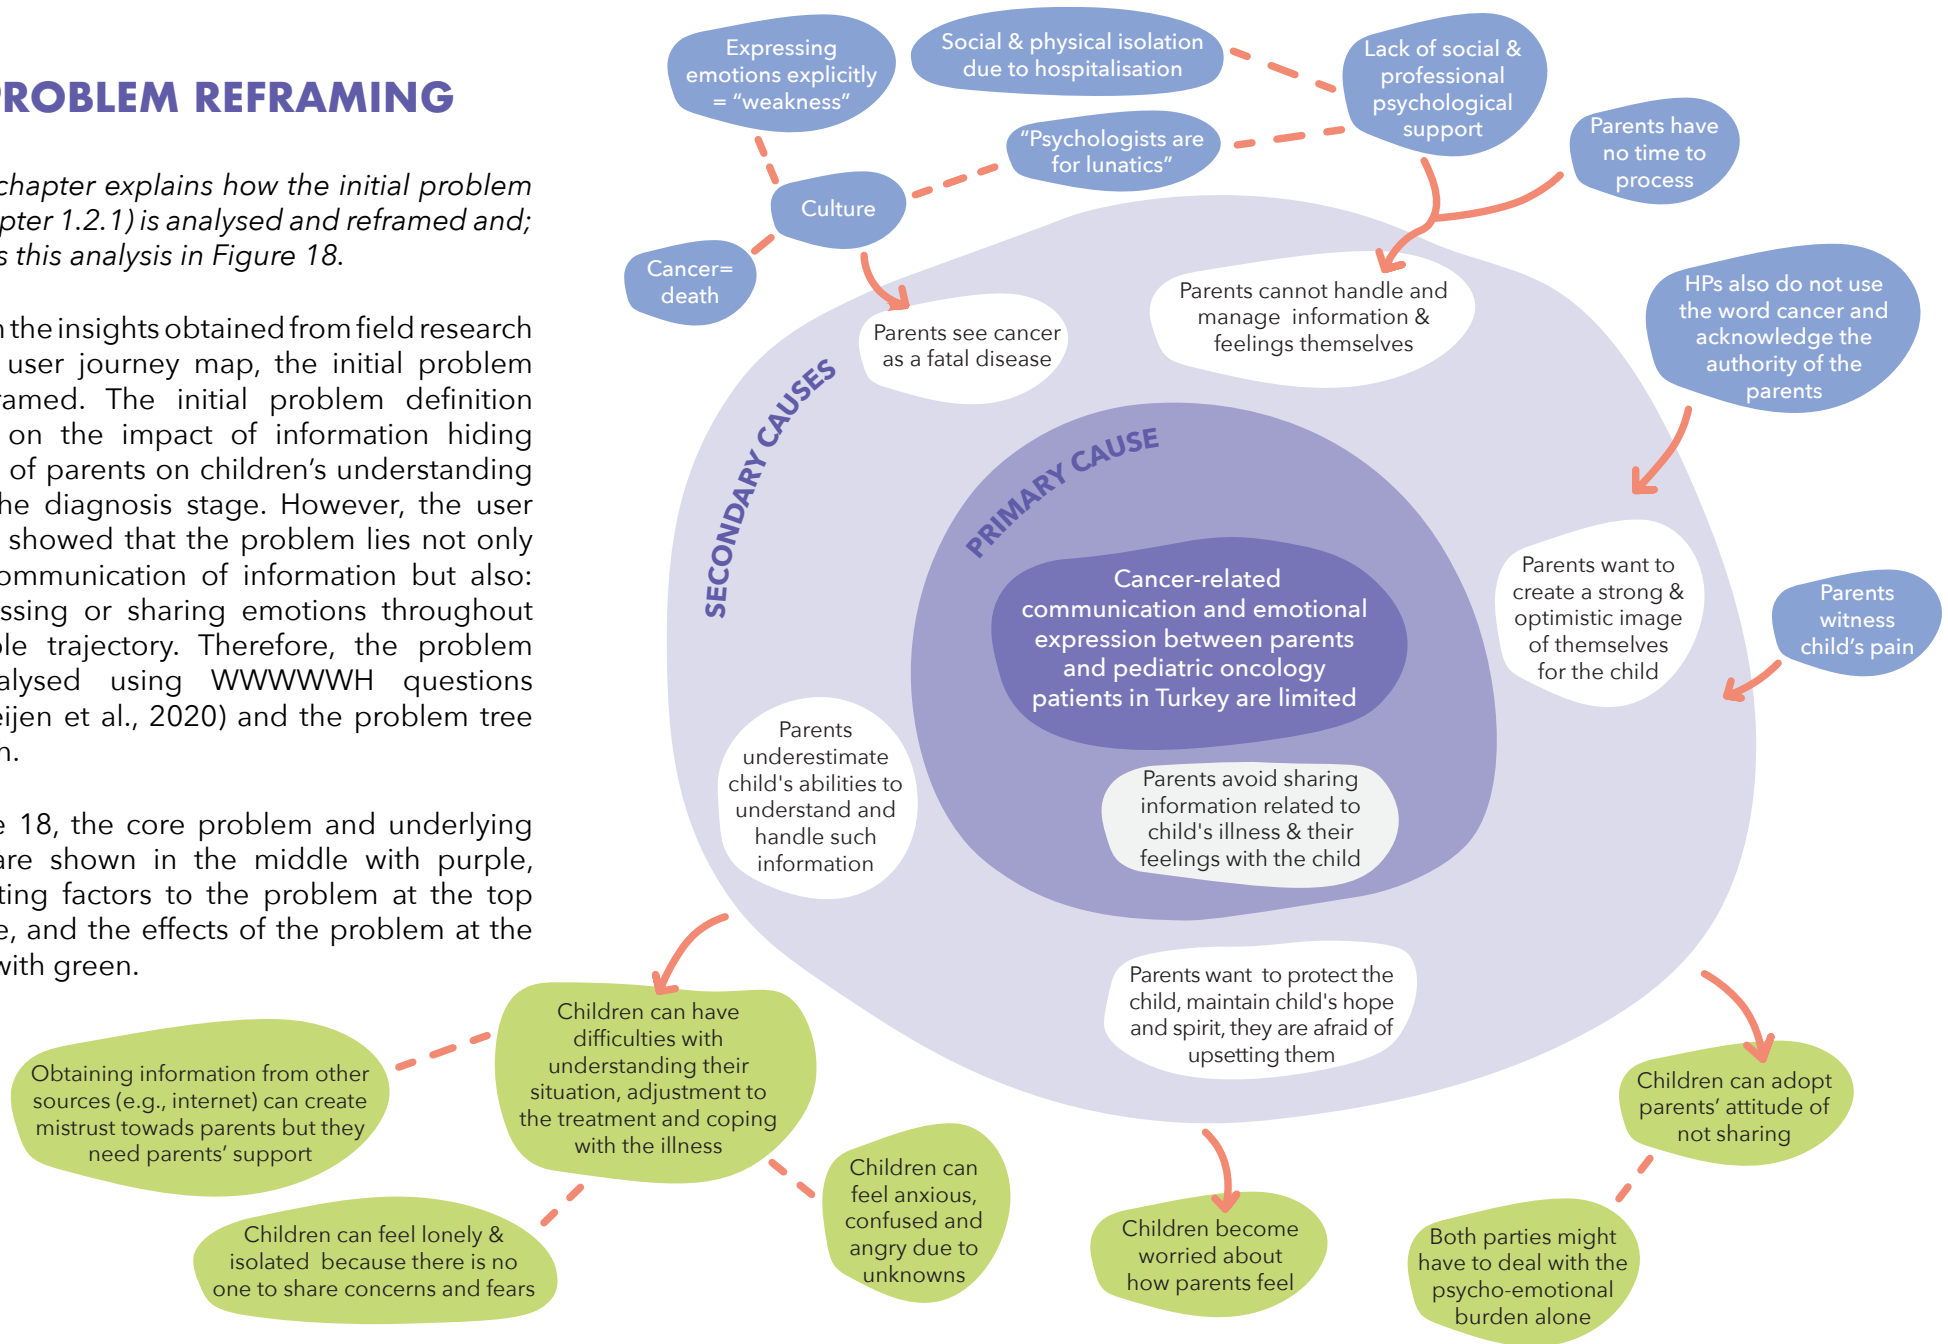 PROBLEM REFRAMING
chapter explains how the initial problem
pter 1.2.1) is analysed and reframed and;
s this analysis in Figure 18.
n the insights obtained from field research
user journey map, the initial problem
ramed. The initial problem definition
on the impact of information hiding
of parents on children's understanding
he diagnosis stage. However, the user
showed that the problem lies not only
ommunication of information but also:
ssing or sharing emotions throughout
le trajectory. Therefore, the problem
alysed using WWWWWH questions
eijen et al., 2020) and the problem tree
h.
e 18, the core problem and underlying
are shown in the middle with purple,
ting factors to the problem at the top
e, and the effects of the problem at the
with green.
Expressing
emotions explicitly
= "weakness"
Social & physical isolation
due to hospitalisation
Lack of social &
professional
psychological
support
"Psychologists are
for lunatics"
Parents have
no time to
process
Culture
Cancer=
death
HPs also do not use
the word cancer and
acknowledge the
authority of the
parents
Parents see cancer
as a fatal disease
Parents cannot handle and
manage information &
feelings themselves
SECONDARY CAUSES
PRIMARY CAUSE
Cancer-related
communication and emotional
expression between parents
and pediatric oncology
patients in Turkey are limited
Parents want to
create a strong &
optimistic image
of themselves
for the child
Parents
witness
child's pain
Parents
underestimate
child's abilities to
understand and
handle such
information
Parents avoid sharing
information related to
child's illness & their
feelings with the child
Parents want to protect the
child, maintain child's hope
and spirit, they are afraid of
upsetting them
Children can have
difficulties with
understanding their
situation, adjustment to
the treatment and coping
with the illness
Obtaining information from other
sources (e.g., internet) can create
mistrust towads parents but they
need parents' support
Children can feel lonely &
isolated because there is no
one to share concerns and fears
Children can
feel anxious,
confused and
angry due to
unknowns
Children become
worried about
how parents feel
Children can adopt
parents' attitude of
not sharing
Both parties might
have to deal with the
psycho-emotional
burden alone